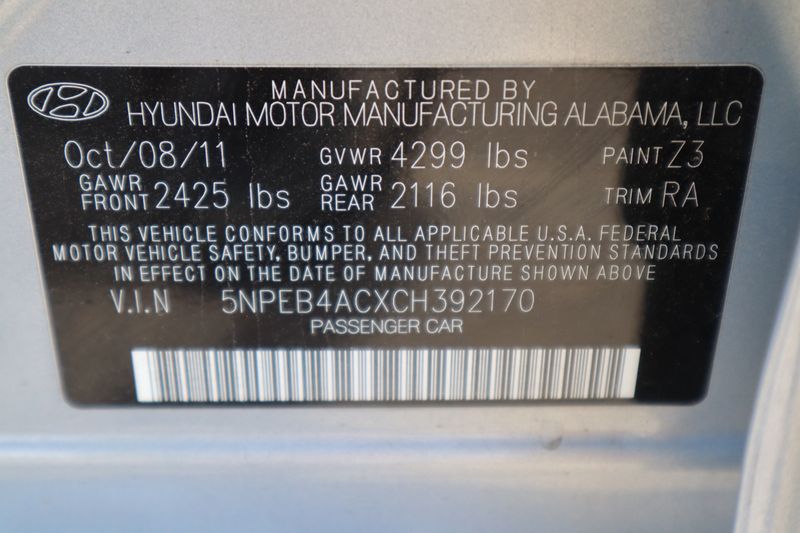 MANUFACTURED BY
HYUNDAI MOTOR MANUFACTURING ALABAMA, LLC
Oct/08/11 GVWR 4299 lbs PAINT Z3
GAWR FRONT 2425 lbs GAWR REAR 2116 lbs TRIM RA
THIS VEHICLE CONFORMS TO ALL APPLICABLE U.S.A. FEDERAL
MOTOR VEHICLE SAFETY, BUMPER, AND THEFT PREVENTION STANDARDS
IN EFFECT ON THE DATE OF MANUFACTURE SHOWN ABOVE
V.I.N 5NPEB4ACXCH392170
PASSENGER CAR